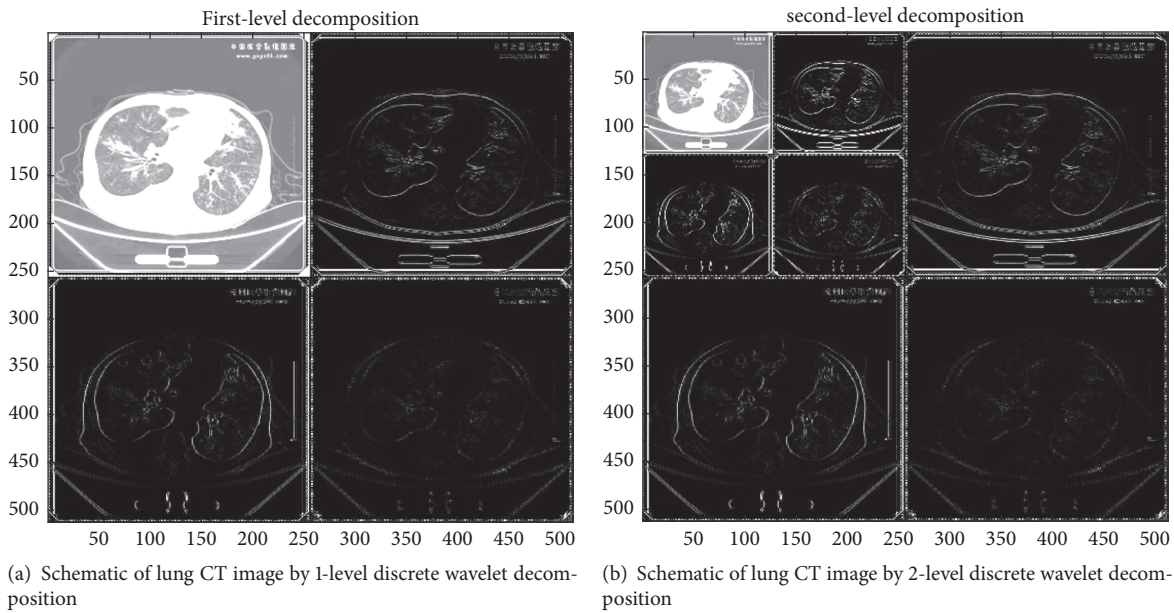 First-level decomposition
second-level decomposition
50
100
150
200
250
300
350
400
450
500
50 100 150 200 250 300 350 400 450 500
50
100
150
200
250
300
350
400
450
500
50 100 150 200 250 300 350 400 450 500
(a) Schematic of lung CT image by 1-level discrete wavelet decom-
position
(b) Schematic of lung CT image by 2-level discrete wavelet decom-
position